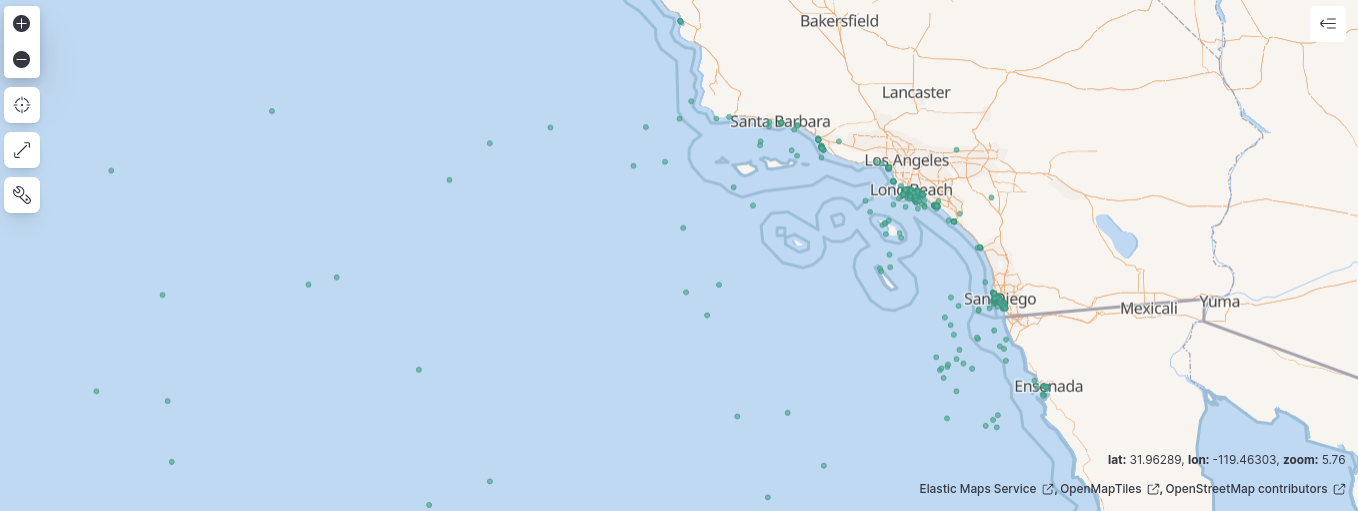 Bakersfield
Lancaster
Santa Barbara
Los Angeles
Long Beach
San Diego
Mexicali
Yuma
Ensenada
lat: 31.96289, lon: -119.46303, zoom: 5.76
Elastic Maps Service , OpenMapTiles , OpenStreetMap contributors